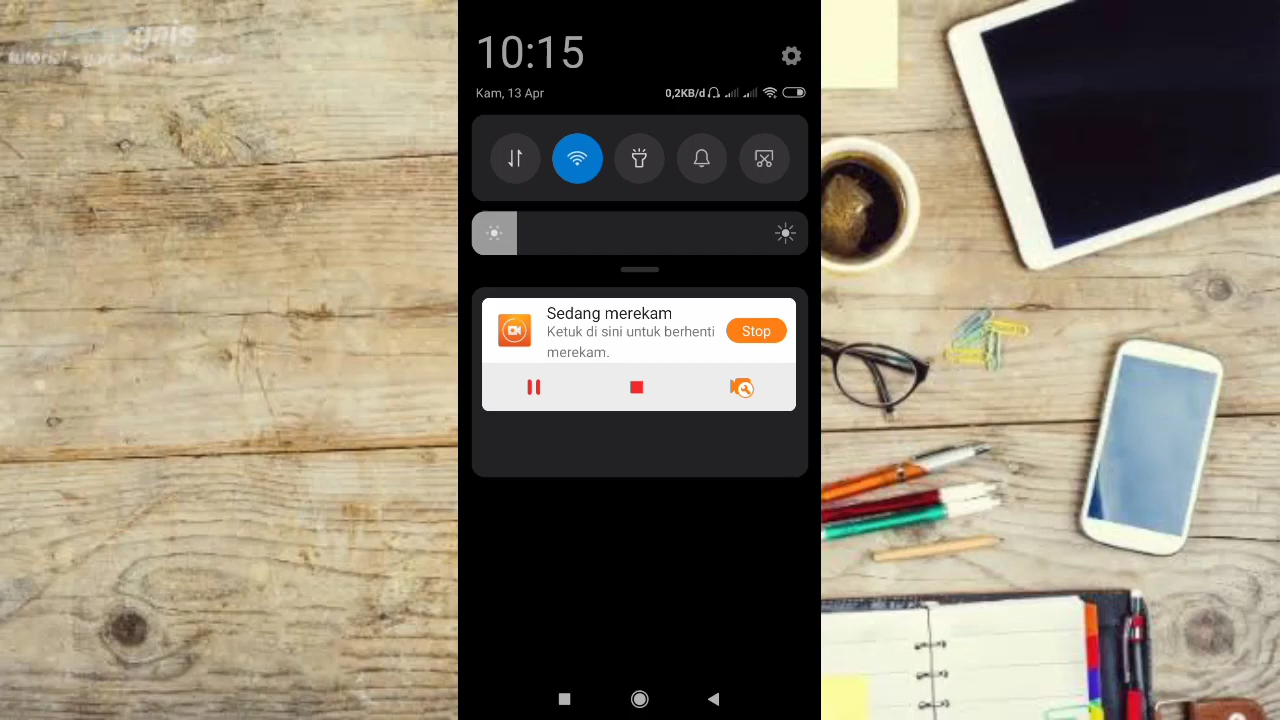 10:15
Kam, 13 Apr
0,2KB/d
Sedang merekam
Ketuk di sini untuk berhenti
merekam.
Stop